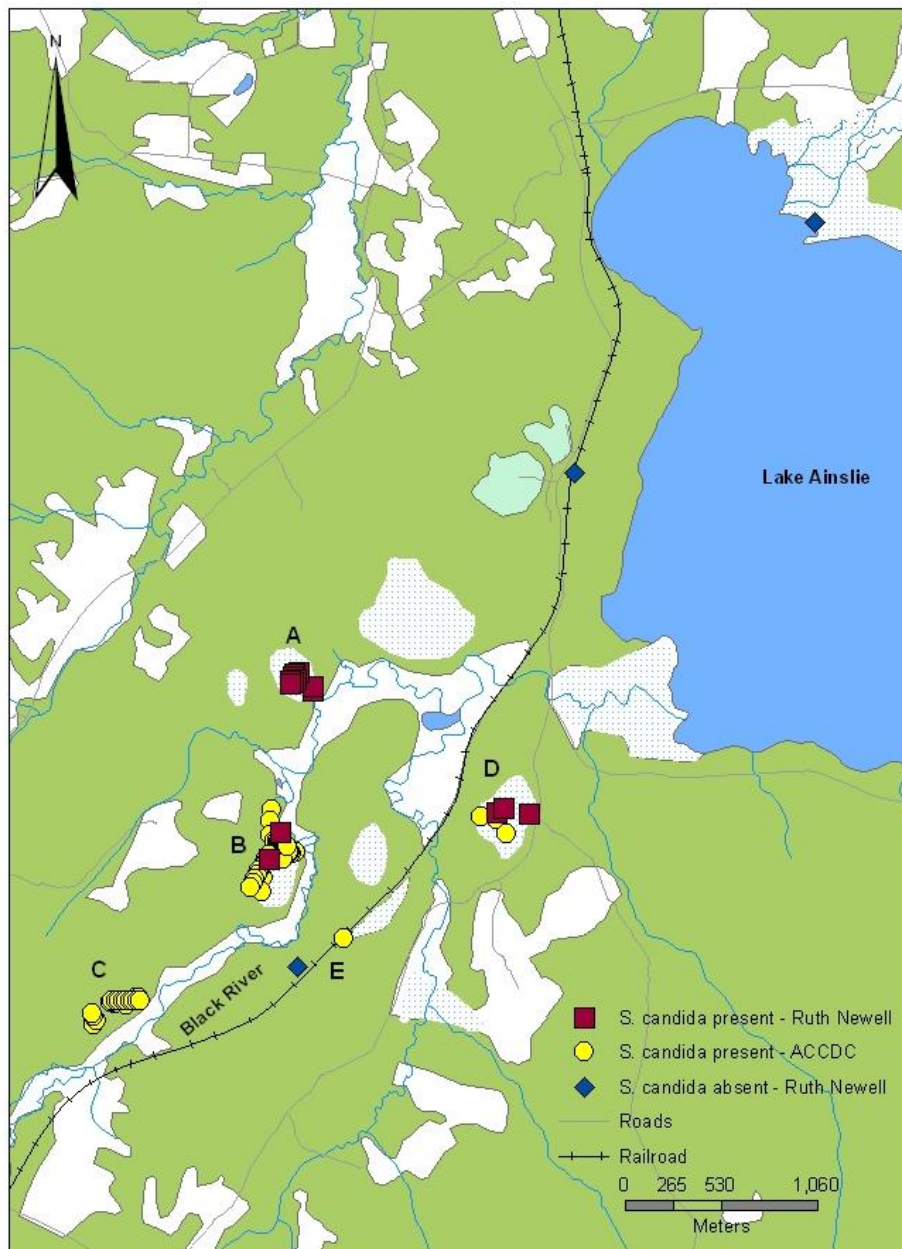 N
Lake Ainslie
A
D
B
C
E
Black River
S. candida present - Ruth Newell
S. candida present - ACCDC
S. candida absent - Ruth Newell
Roads
Railroad
0 265 530 1,060
Meters